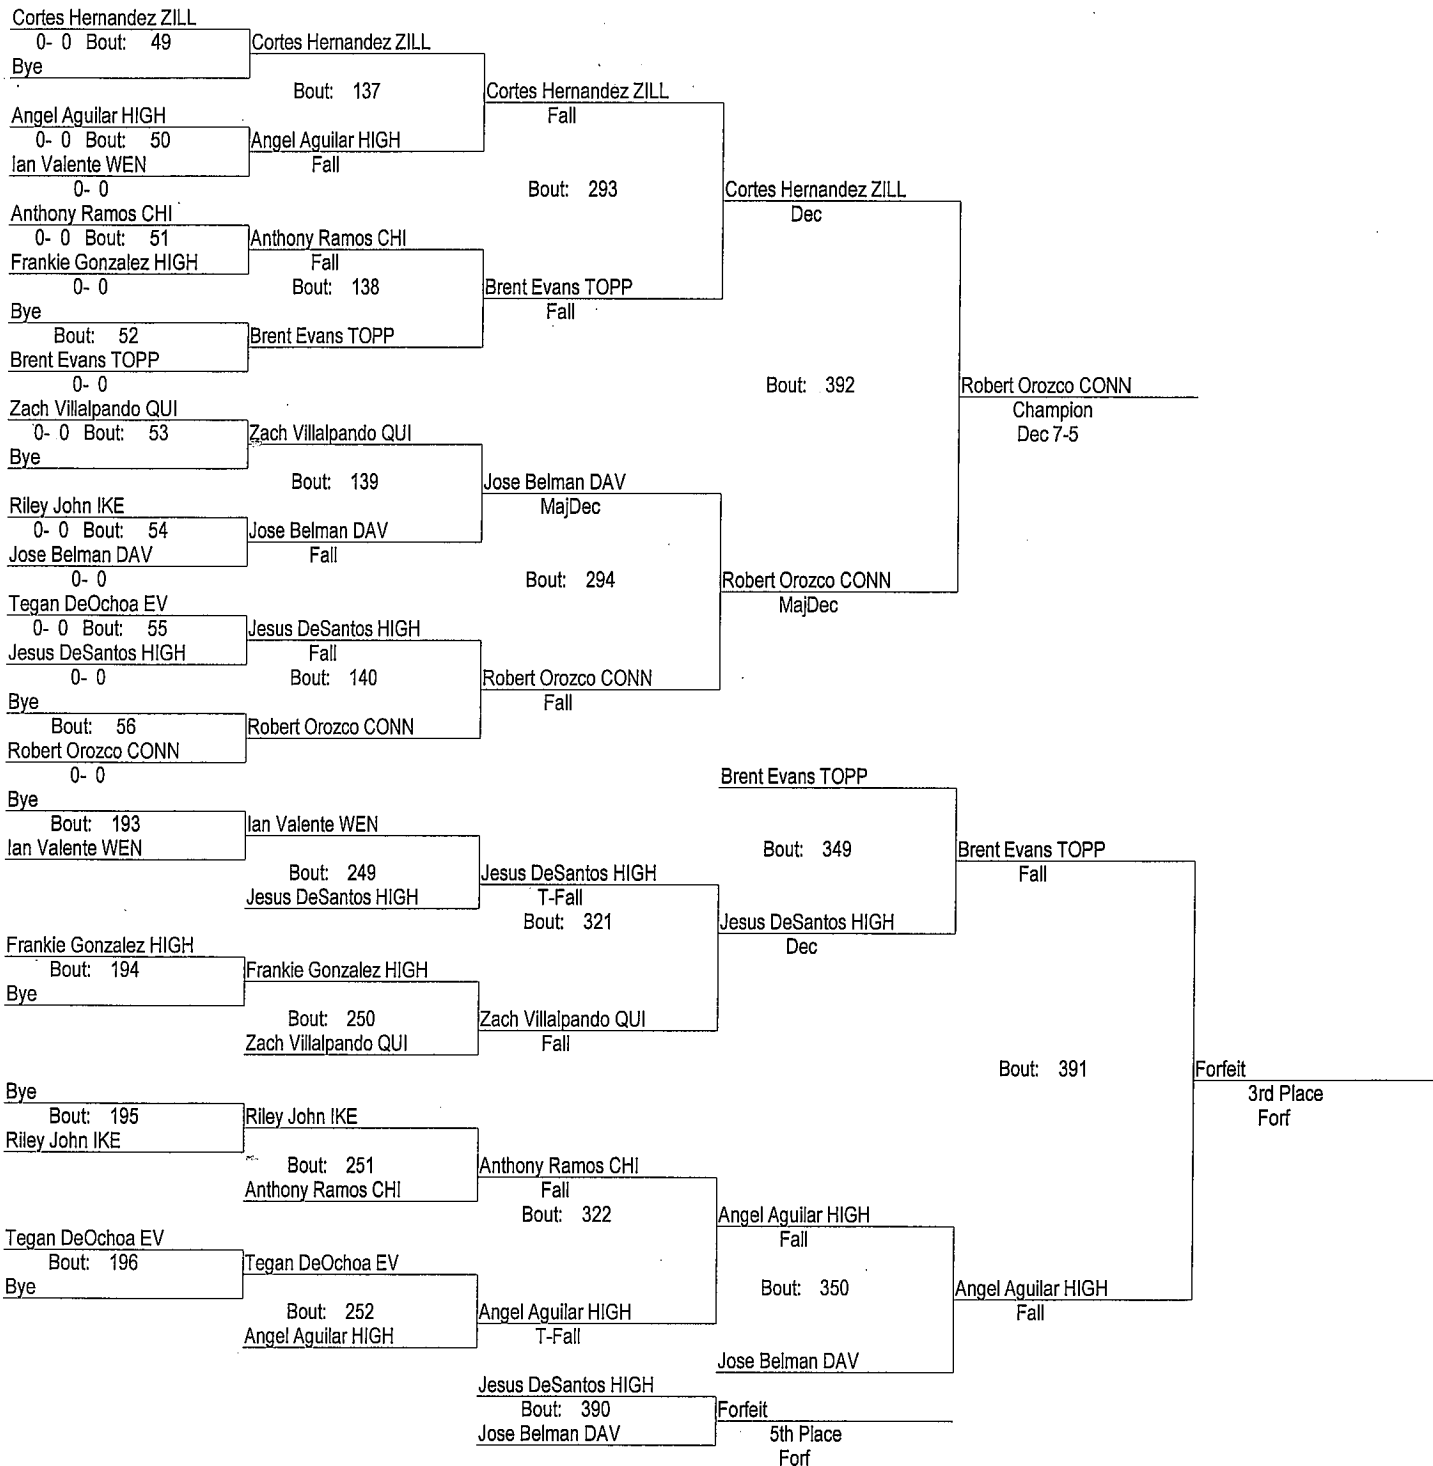 Cortes Hernandez ZILL
0- 0 Bout: 49
Bye
Cortes Hernandez ZILL
Bout: 137
Angel Aguilar HIGH
0- 0 Bout: 50
Ian Valente WEN
0- 0
Angel Aguilar HIGH
Fall
Cortes Hernandez ZILL
Fall
Bout: 293
Anthony Ramos CHI
0- 0 Bout: 51
Frankie Gonzalez HIGH
0- 0
Anthony Ramos CHI
Fall
Bout: 138
Bye
Bout: 52
Brent Evans TOPP
0- 0
Brent Evans TOPP
Brent Evans TOPP
Fall
Cortes Hernandez ZILL
Dec
Bout: 392
Robert Orozco CONN
Champion
Dec 7-5
Zach Villalpando QUI
0- 0 Bout: 53
Bye
Zach Villalpando QUI
Bout: 139
Riley John IKE
0- 0 Bout: 54
Jose Belman DAV
0- 0
Jose Belman DAV
Fall
Jose Belman DAV
MajDec
Bout: 294
Tegan DeOchoa EV
0- 0 Bout: 55
Jesus DeSantos HIGH
0- 0
Jesus DeSantos HIGH
Fall
Bout: 140
Bye
Bout: 56
Robert Orozco CONN
0- 0
Robert Orozco CONN
Robert Orozco CONN
Fall
Robert Orozco CONN
MajDec
Bye
Bout: 193
Ian Valente WEN
Ian Valente WEN
Bout: 249
Jesus DeSantos HIGH
Jesus DeSantos HIGH
T-Fall
Bout: 321
Frankie Gonzalez HIGH
Bout: 194
Bye
Frankie Gonzalez HIGH
Bout: 250
Zach Villalpando QUI
Zach Villalpando QUI
Fall
Brent Evans TOPP
Bout: 349
Jesus DeSantos HIGH
Dec
Brent Evans TOPP
Fall
Bout: 391
Forfeit
3rd Place
Forf
Bye
Bout: 195
Riley John IKE
Riley John IKE
Bout: 251
Anthony Ramos CHI
Anthony Ramos CHI
Fall
Bout: 322
Tegan DeOchoa EV
Bout: 196
Bye
Tegan DeOchoa EV
Bout: 252
Angel Aguilar HIGH
Angel Aguilar HIGH
T-Fall
Angel Aguilar HIGH
Fall
Bout: 350
Jose Belman DAV
Angel Aguilar HIGH
Fall
Jesus DeSantos HIGH
Bout: 390
Jose Belman DAV
Forfeit
5th Place
Forf